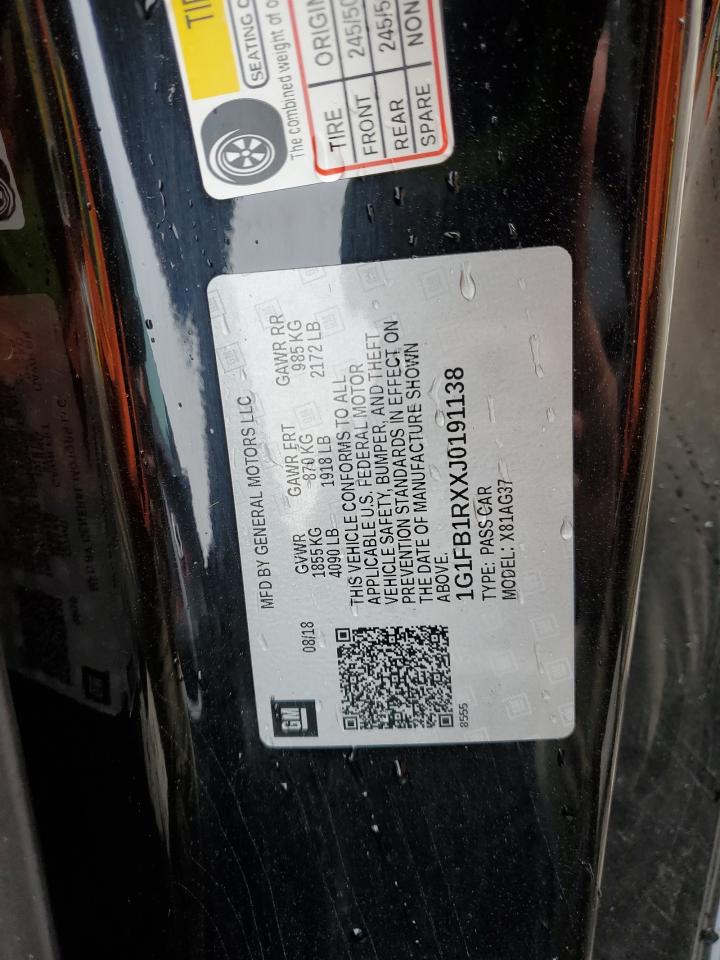 GM
08/18
MFD BY GENERAL MOTORS LLC
GVWR GAWR FRT GAWR RR
1855 KG 870 KG 985 KG
4090 LB 1918 LB 2172 LB
THIS VEHICLE CONFORMS TO ALL
APPLICABLE U.S. FEDERAL MOTOR
VEHICLE SAFETY, BUMPER, AND THEFT
PREVENTION STANDARDS IN EFFECT ON
THE DATE OF MANUFACTURE SHOWN
ABOVE.
1G1FB1RXXJ0191138
TYPE: PASS CAR
MODEL: X81AG37
8555
SEATING C
The combined weight of o
TIRE ORIGIN
FRONT 245/50
REAR 245/5
SPARE NON